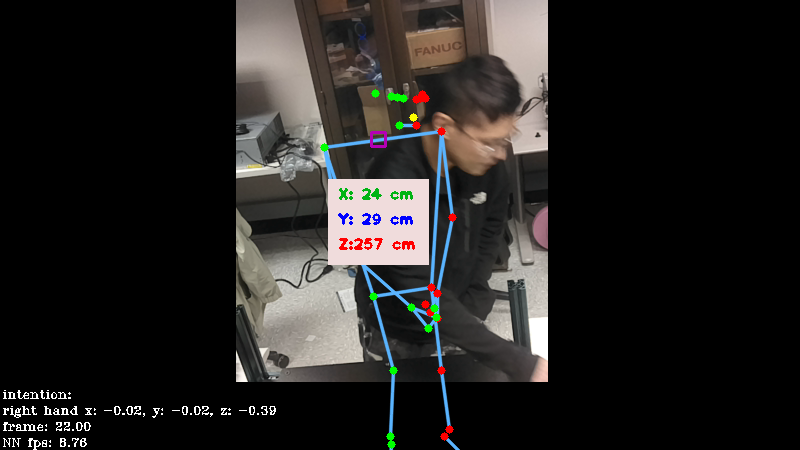 FANUC
X: 24 cm
Y: 29 cm
Z:257 cm
intention:
right hand x: -0.02, y: -0.02, z: -0.39
frame: 22.00
NN fps: 8.76